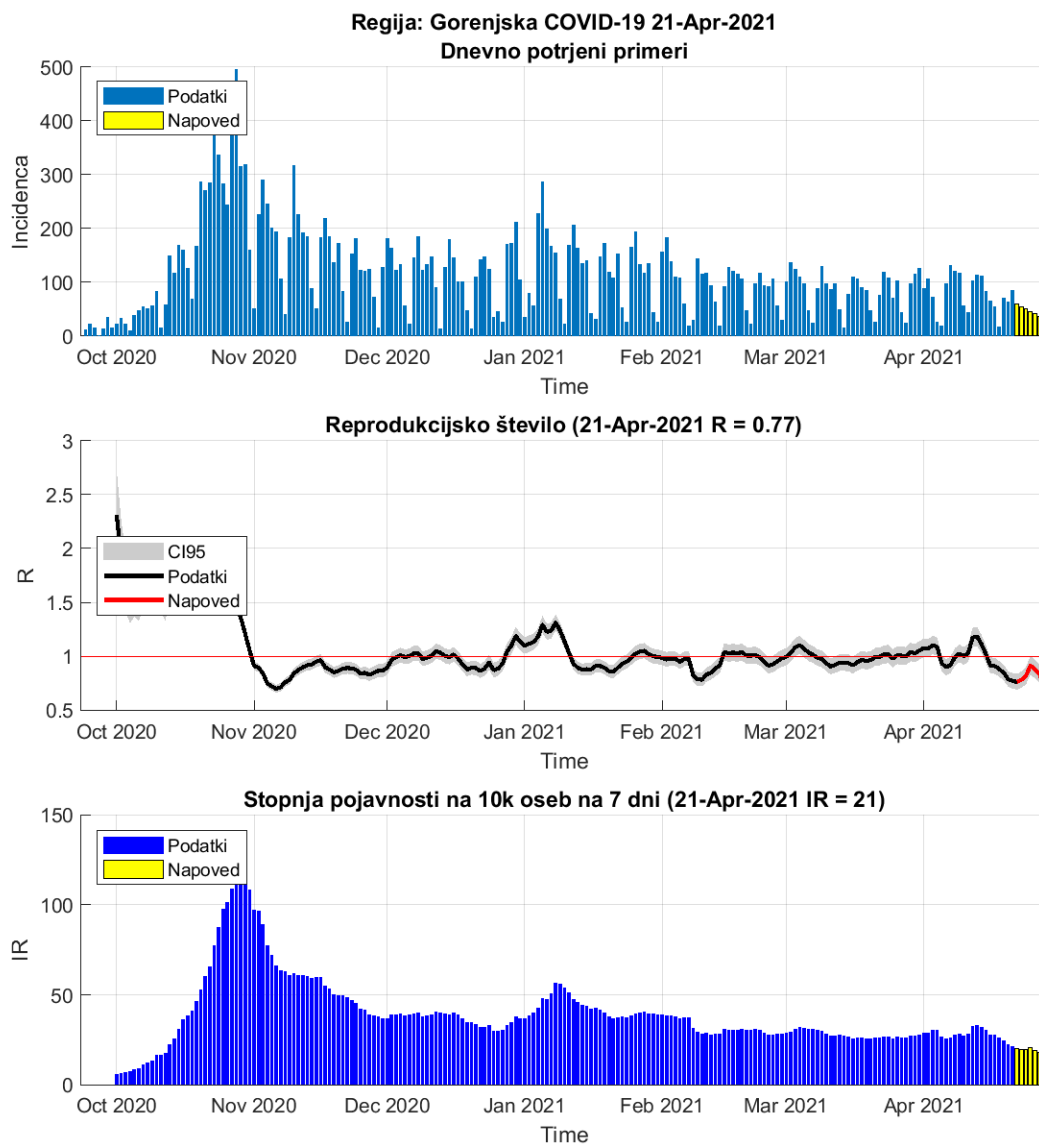 Regija: Gorenjska COVID-19 21-Apr-2021
Dnevno potrjeni primeri
500
400
300
200
100
0
Incidenca
Podatki
Napoved
Oct 2020 Nov 2020 Dec 2020 Jan 2021 Feb 2021 Mar 2021 Apr 2021
Time
Reprodukcijsko število (21-Apr-2021 R = 0.77)
3
2.5
2
1.5
1
0.5
R
CI95
Podatki
Napoved
Oct 2020 Nov 2020 Dec 2020 Jan 2021 Feb 2021 Mar 2021 Apr 2021
Time
Stopnja pojavnosti na 10k oseb na 7 dni (21-Apr-2021 IR = 21)
150
100
50
0
IR
Podatki
Napoved
Oct 2020 Nov 2020 Dec 2020 Jan 2021 Feb 2021 Mar 2021 Apr 2021
Time